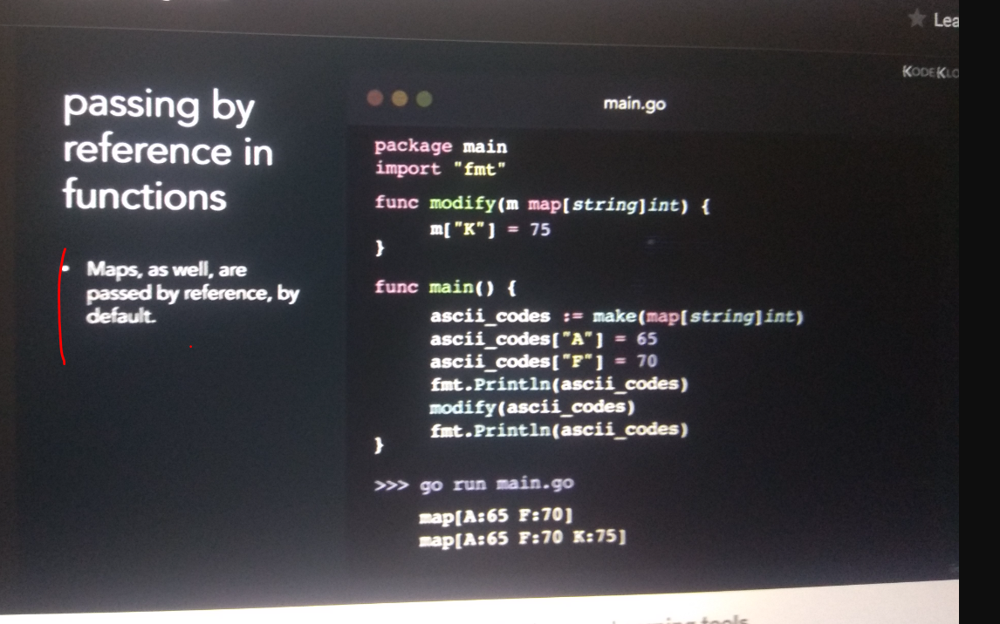 Lea
KODEKLO
passing by
reference in
functions
• Maps, as well, are
passed by reference, by
default.
main.go
package main
import "fmt"
func modify(m map[string]int) {
m["K"] = 75
}
func main() {
ascii_codes := make(map[string]int)
ascii_codes["A"] = 65
ascii_codes["F"] = 70
fmt.Println(ascii_codes)
modify(ascii_codes)
fmt.Println(ascii_codes)
}
>>> go run main.go
map[A:65 F:70]
map[A:65 F:70 K:75]
tools